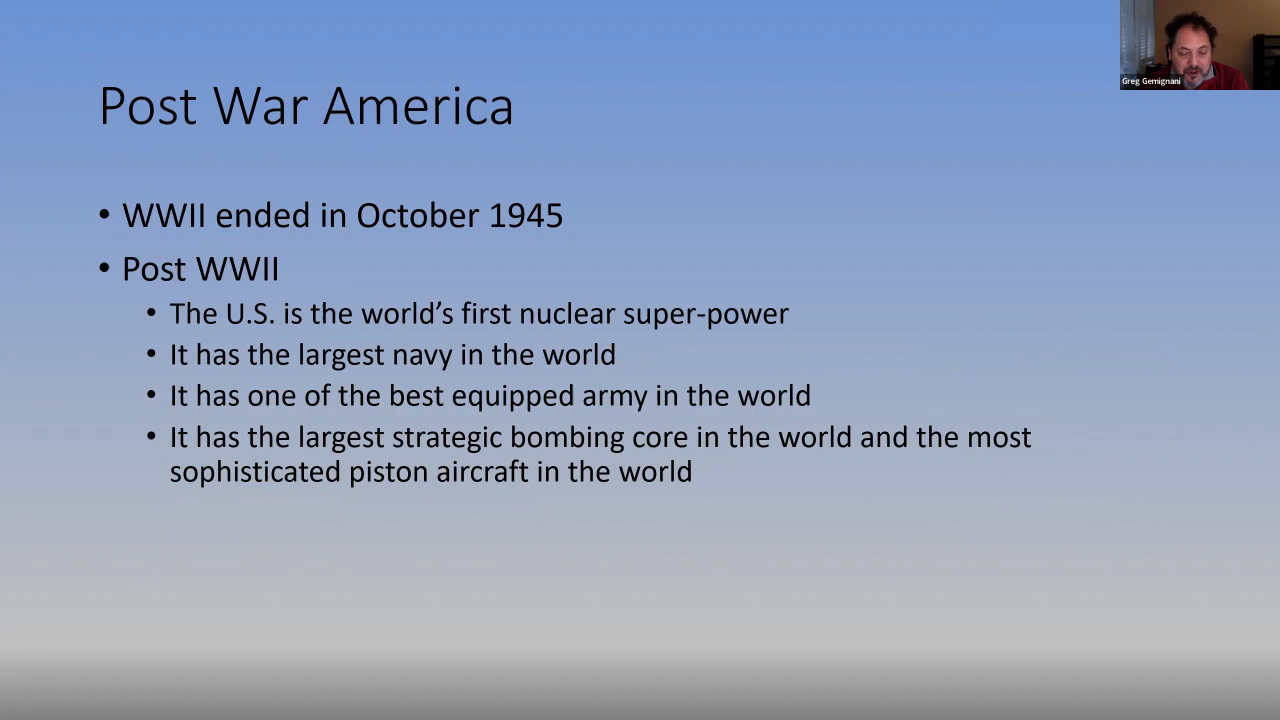 Greg Gemignani
Post War America
• WWII ended in October 1945
• Post WWII
• The U.S. is the world’s first nuclear super-power
• It has the largest navy in the world
• It has one of the best equipped army in the world
• It has the largest strategic bombing core in the world and the most
sophisticated piston aircraft in the world